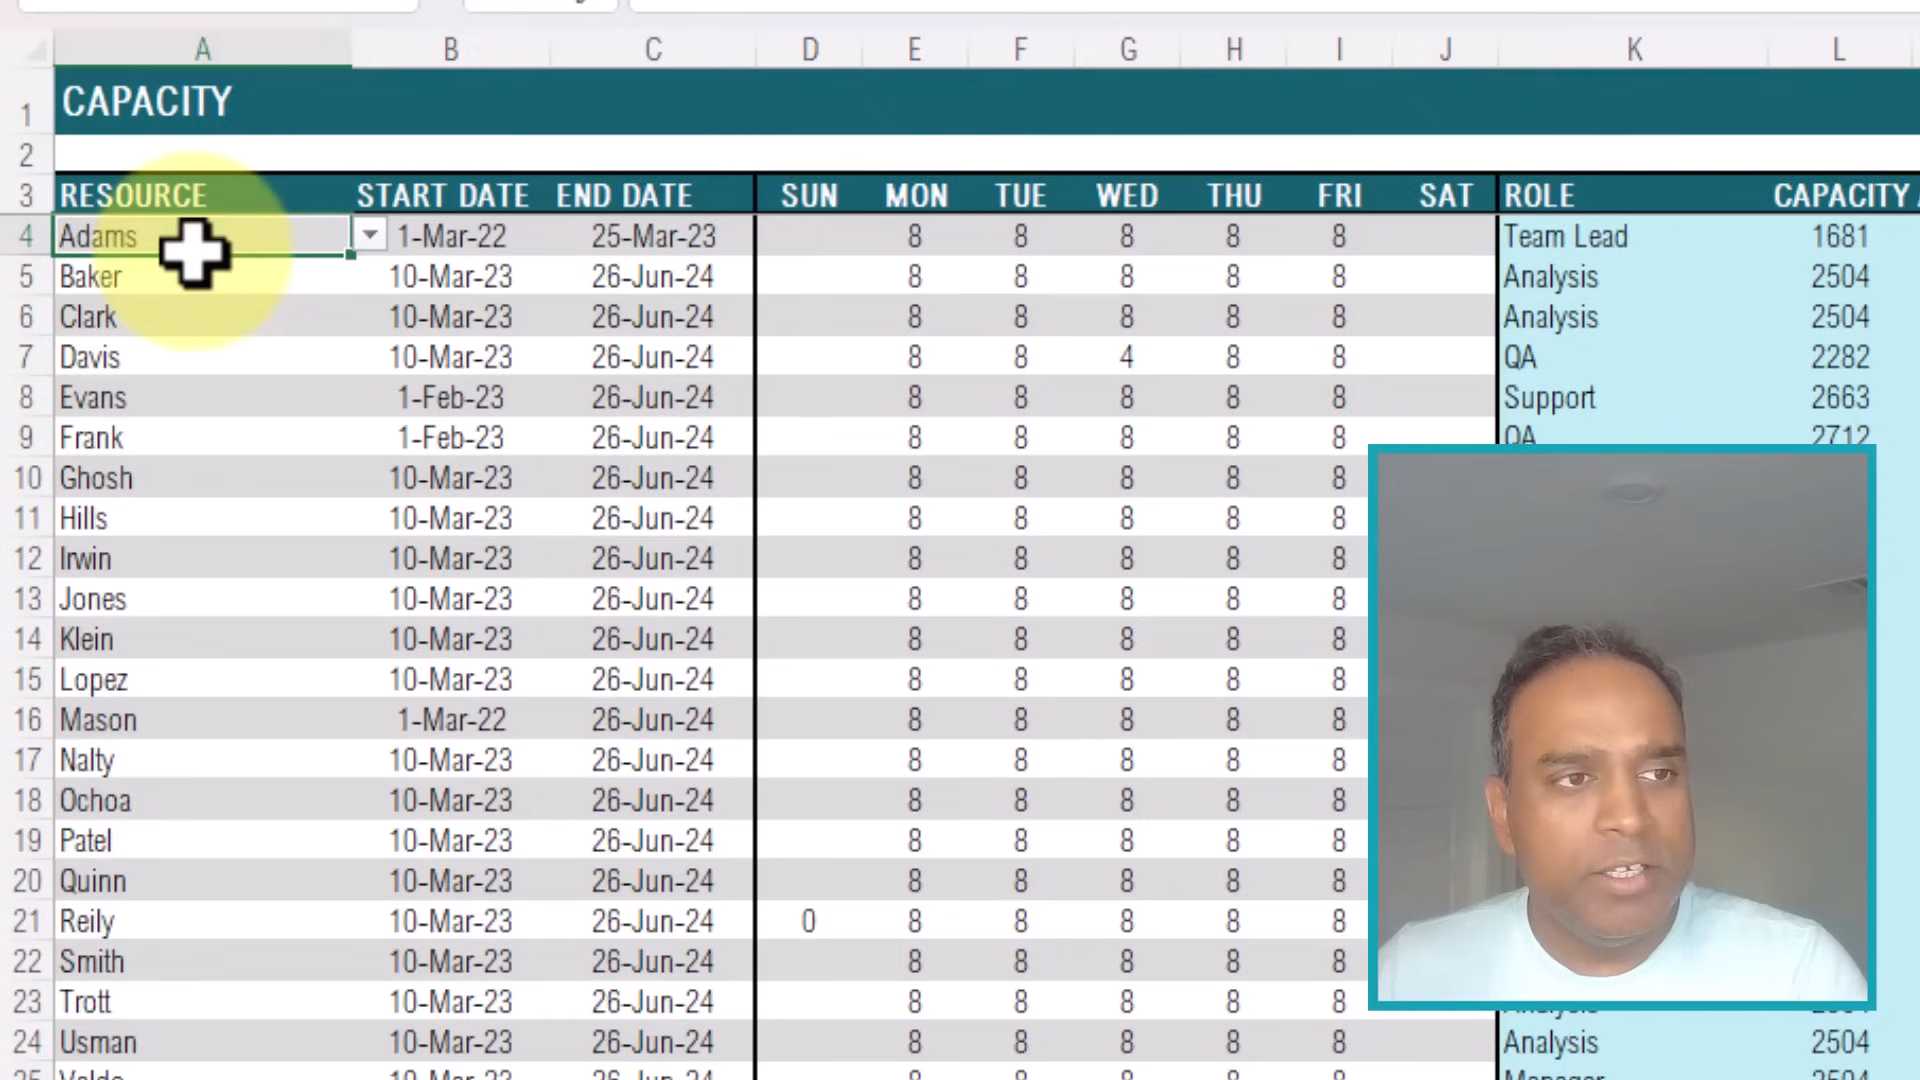 A B C D E F G H I J K L
1 CAPACITY
2
3 RESOURCE START DATE END DATE SUN MON TUE WED THU FRI SAT ROLE CAPACITY
4 Adams 1-Mar-22 25-Mar-23 8 8 8 8 8 Team Lead 1681
5 Baker 10-Mar-23 26-Jun-24 8 8 8 8 8 Analysis 2504
6 Clark 10-Mar-23 26-Jun-24 8 8 8 8 8 Analysis 2504
7 Davis 10-Mar-23 26-Jun-24 8 8 4 8 8 QA 2282
8 Evans 1-Feb-23 26-Jun-24 8 8 8 8 8 Support 2663
9 Frank 1-Feb-23 26-Jun-24 8 8 8 8 8 QA 2712
10 Ghosh 10-Mar-23 26-Jun-24 8 8 8 8 8
11 Hills 10-Mar-23 26-Jun-24 8 8 8 8 8
12 Irwin 10-Mar-23 26-Jun-24 8 8 8 8 8
13 Jones 10-Mar-23 26-Jun-24 8 8 8 8 8
14 Klein 10-Mar-23 26-Jun-24 8 8 8 8 8
15 Lopez 10-Mar-23 26-Jun-24 8 8 8 8 8
16 Mason 1-Mar-22 26-Jun-24 8 8 8 8 8
17 Nalty 10-Mar-23 26-Jun-24 8 8 8 8 8
18 Ochoa 10-Mar-23 26-Jun-24 8 8 8 8 8
19 Patel 10-Mar-23 26-Jun-24 8 8 8 8 8
20 Quinn 10-Mar-23 26-Jun-24 8 8 8 8 8
21 Reily 10-Mar-23 26-Jun-24 0 8 8 8 8 8
22 Smith 10-Mar-23 26-Jun-24 8 8 8 8 8
23 Trott 10-Mar-23 26-Jun-24 8 8 8 8 8
24 Usman 10-Mar-23 26-Jun-24 8 8 8 8 8 Analysis 2504